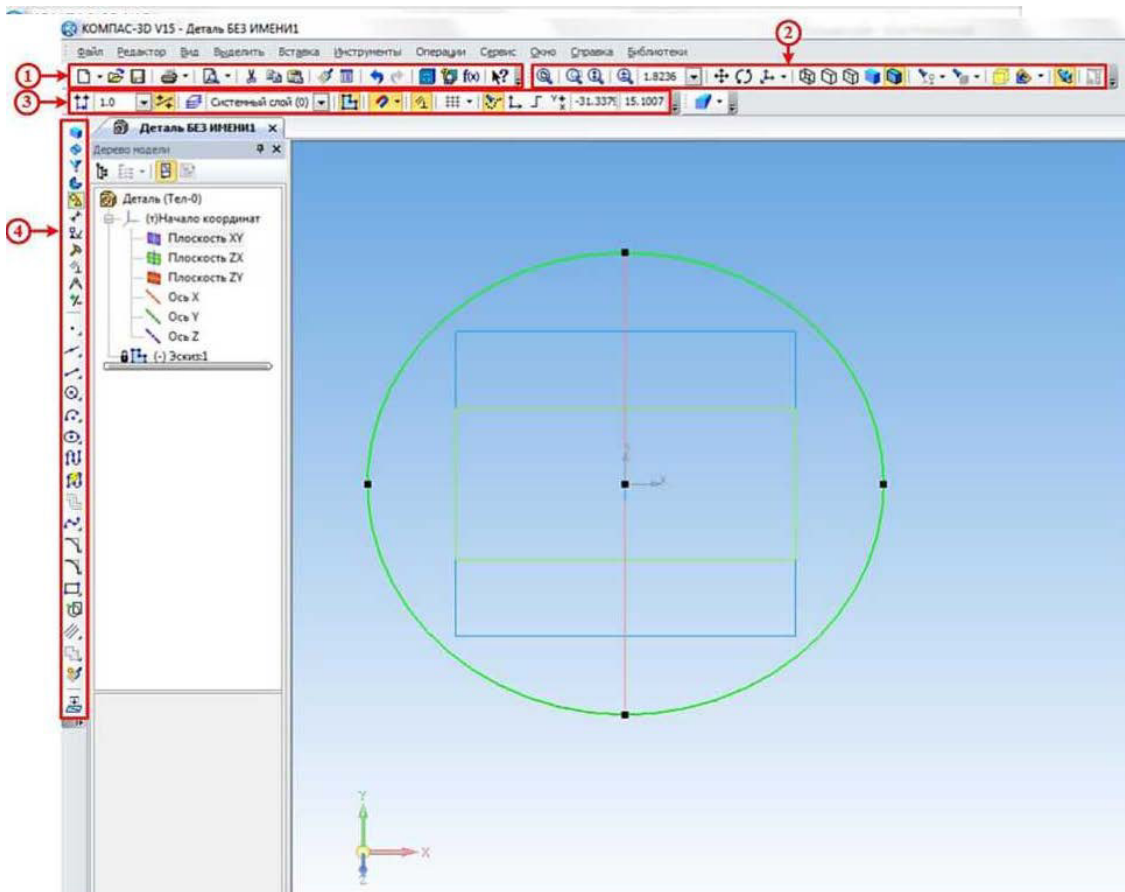 КОМПАС-3D V15 - Деталь БЕЗ ИМЕНИ1
Файл Редактор Вид Выделить Вставка Инструменты Операции Сервис Окно Справка Библиотеки
2
1
f(x)
1.8236
3
1.0
Системный слой (0)
-31.3379 15.1007
Деталь БЕЗ ИМЕНИ1
Дерево модели
4
Деталь (Тел-0)
(т)Начало координат
Плоскость XY
Плоскость ZX
Плоскость ZY
Ось X
Ось Y
Ось Z
(-) Эскиз:1
X
Y
X
Z